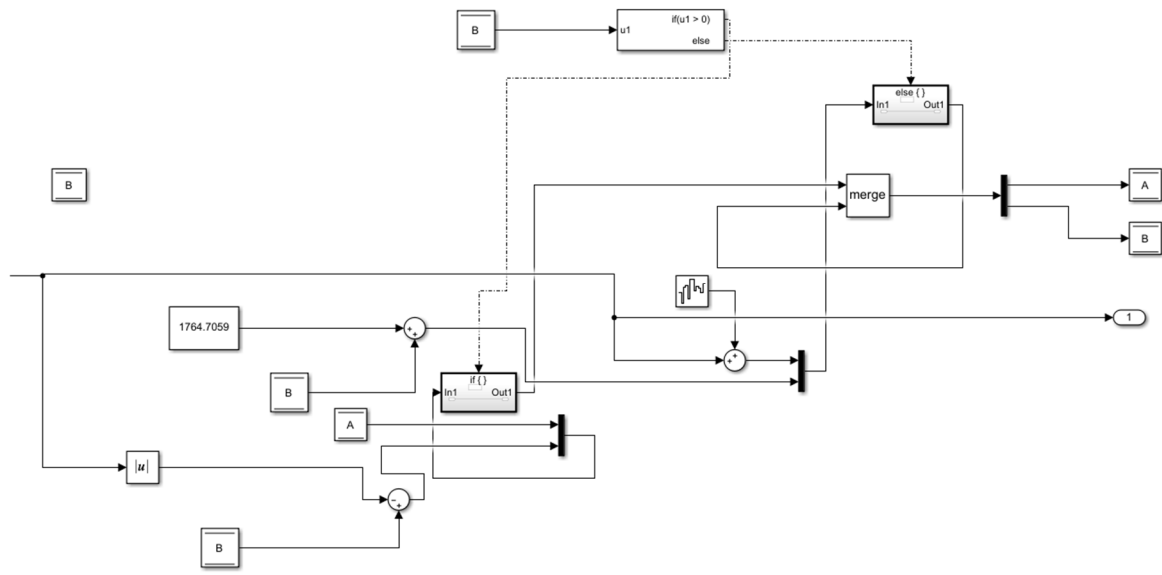 B
u1
if(u1 > 0)
else
else { }
In1
Out1
B
merge
A
B
1764.7059
+
+
1
+
+
B
if { }
In1
Out1
A
|u|
−
+
B